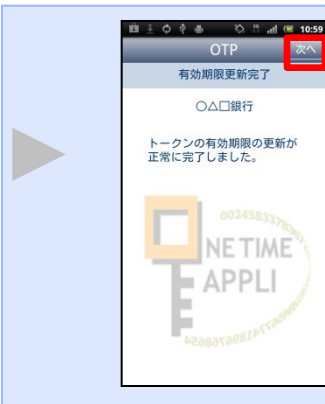 10:59
OTP
次へ
有効期限更新完了
○△□銀行
トークンの有効期限の更新が
正常に完了しました。
NE TIME
APPLI